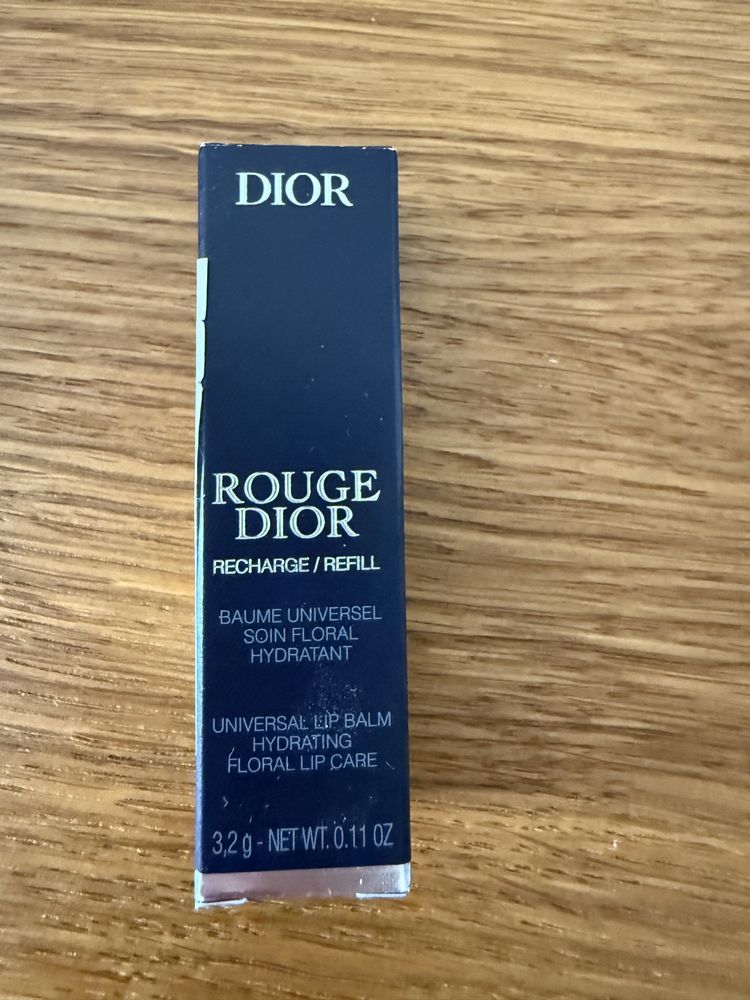 DIOR
ROUGE
DIOR
RECHARGE / REFILL
BAUME UNIVERSEL
SOIN FLORAL
HYDRATANT
UNIVERSAL LIP BALM
HYDRATING
FLORAL LIP CARE
3,2 g - NET WT. 0.11 OZ